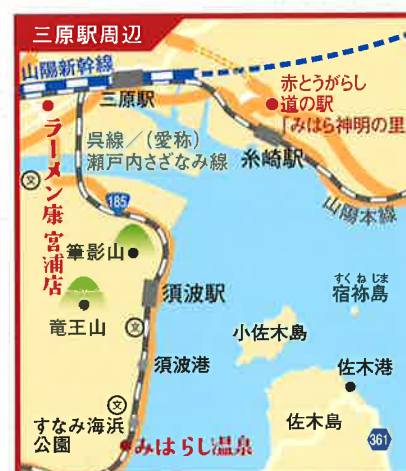 三原駅周辺
山陽新幹線
三原駅
赤とうがらし
道の駅
「みはら神明の里
呉線／（愛称）
瀬戸内さざなみ線
糸崎駅
山陽本線
ラーメン康 宮浦店
文
185
筆影山
すくねじま
宿祢島
須波駅
竜王山
文
小佐木島
須波港
佐木港
文
すなみ海浜
公園
佐木島
361
みはらし温泉